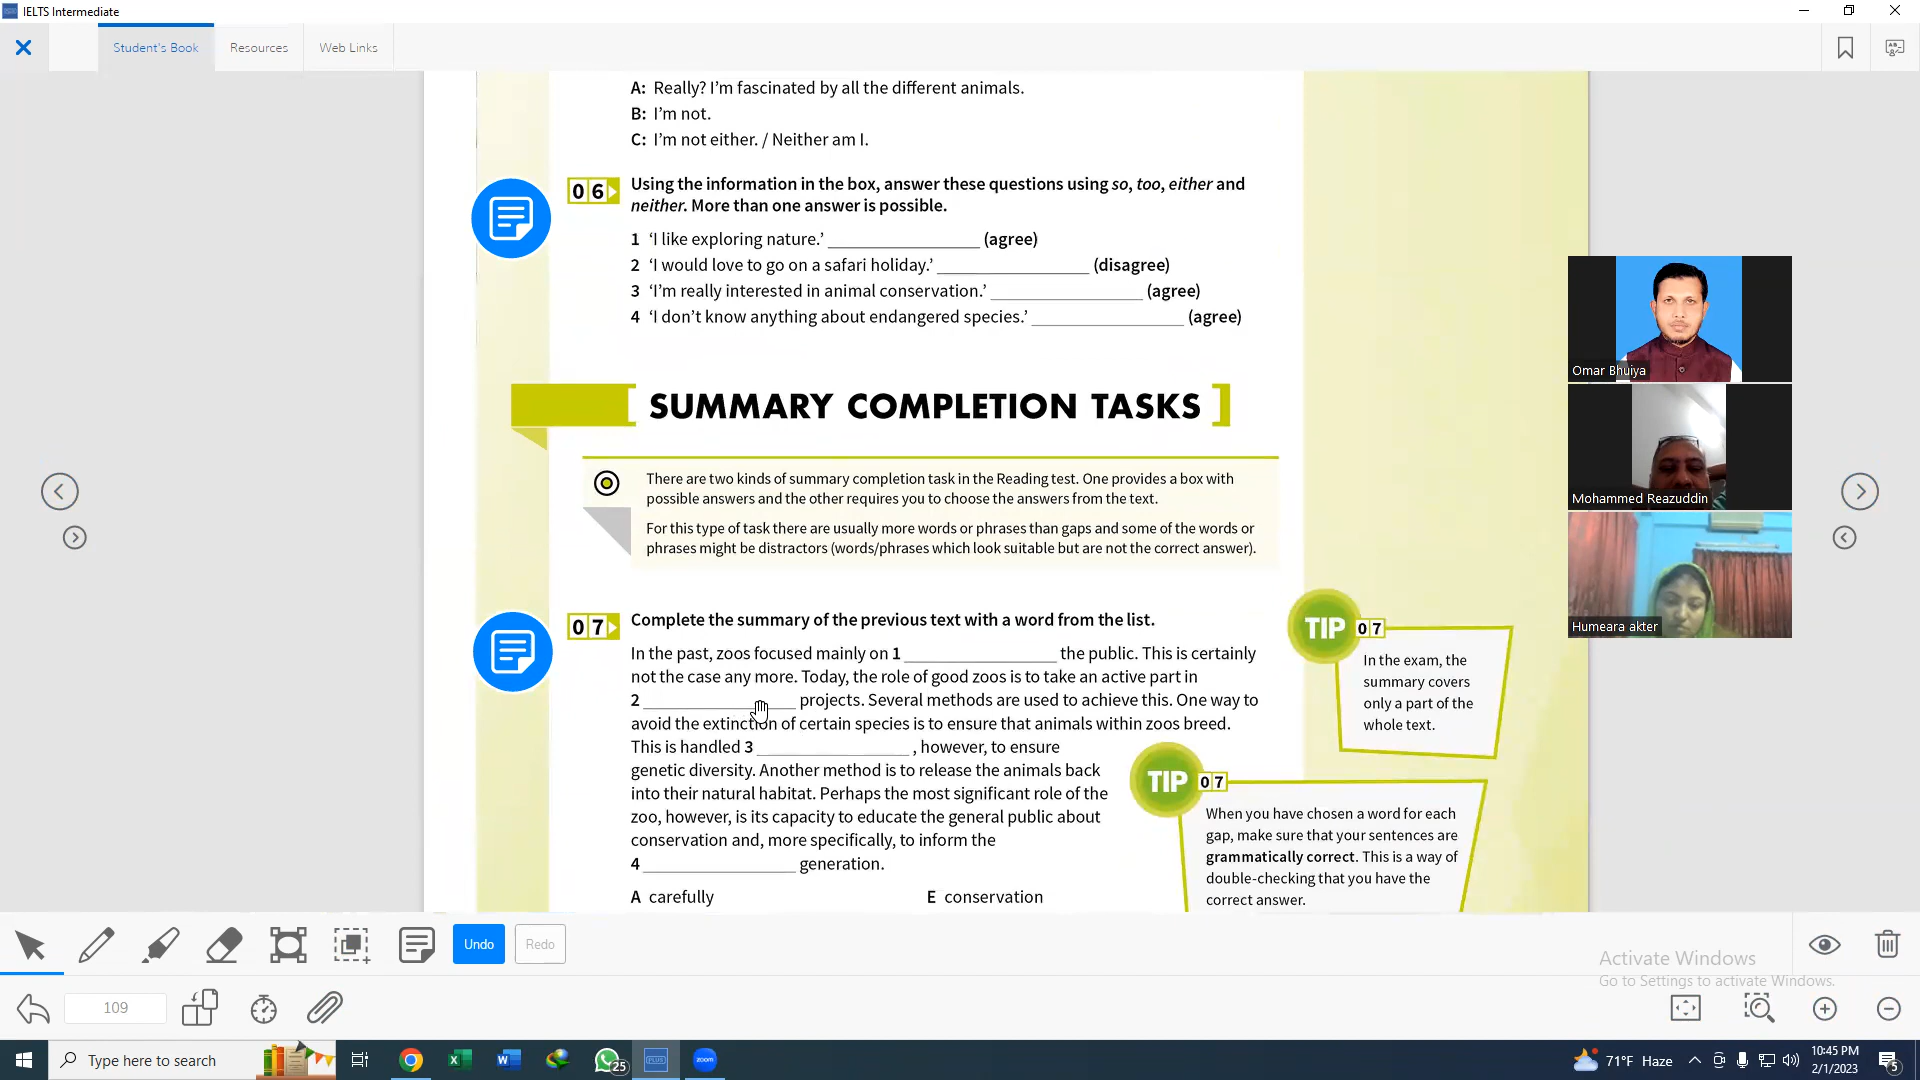 IELTS Intermediate
Student's Book
Resources
Web Links
A: Really? I'm fascinated by all the different animals.
B: I'm not.
C: I'm not either. / Neither am I.
06
Using the information in the box, answer these questions using so, too, either and
neither. More than one answer is possible.
1 'I like exploring nature.' ________________ (agree)
2 'I would love to go on a safari holiday.' ________________ (disagree)
3 'I'm really interested in animal conservation.' ________________ (agree)
4 'I don't know anything about endangered species.' ________________ (agree)
SUMMARY COMPLETION TASKS
There are two kinds of summary completion task in the Reading test. One provides a box with
possible answers and the other requires you to choose the answers from the text.
For this type of task there are usually more words or phrases than gaps and some of the words or
phrases might be distractors (words/phrases which look suitable but are not the correct answer).
07
Complete the summary of the previous text with a word from the list.
In the past, zoos focused mainly on 1 ________________ the public. This is certainly
not the case any more. Today, the role of good zoos is to take an active part in
2 ________________ projects. Several methods are used to achieve this. One way to
avoid the extinction of certain species is to ensure that animals within zoos breed.
This is handled 3 ________________ , however, to ensure
genetic diversity. Another method is to release the animals back
into their natural habitat. Perhaps the most significant role of the
zoo, however, is its capacity to educate the general public about
conservation and, more specifically, to inform the
4 ________________ generation.
A carefully
E conservation
TIP 07
In the exam, the
summary covers
only a part of the
whole text.
TIP 07
When you have chosen a word for each
gap, make sure that your sentences are
grammatically correct. This is a way of
double-checking that you have the
correct answer.
Omar Bhuiya
Mohammed Reazuddin
Humeara akter
Undo
Redo
Activate Windows
Go to Settings to activate Windows.
109
Type here to search
25
PLUS
zoom
71°F Haze
10:45 PM
2/1/2023
5